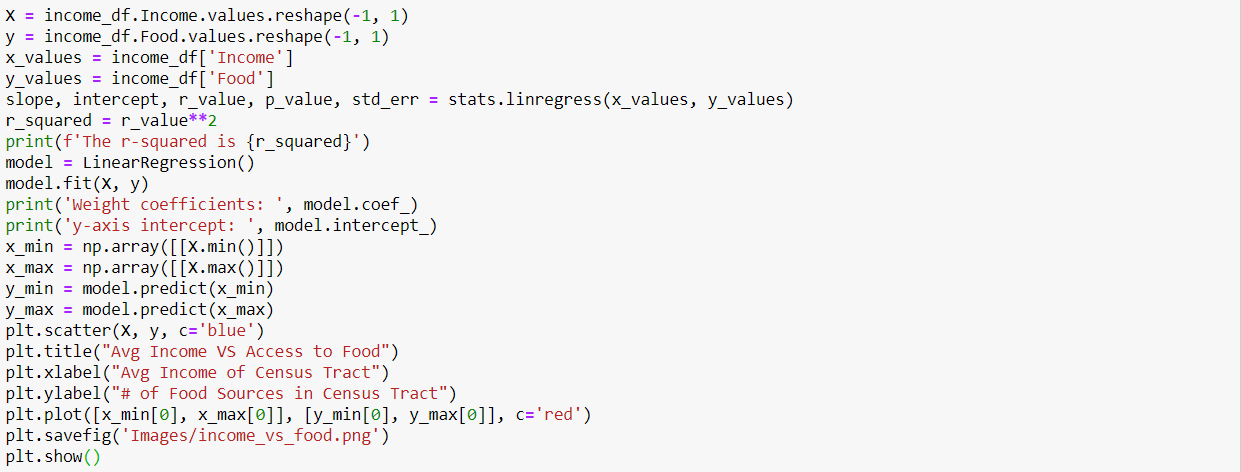 X = income_df.Income.values.reshape(-1, 1)
y = income_df.Food.values.reshape(-1, 1)
x_values = income_df['Income']
y_values = income_df['Food']
slope, intercept, r_value, p_value, std_err = stats.linregress(x_values, y_values)
r_squared = r_value**2
print(f'The r-squared is {r_squared}')
model = LinearRegression()
model.fit(X, y)
print('Weight coefficients: ', model.coef_)
print('y-axis intercept: ', model.intercept_)
x_min = np.array([[X.min()]])
x_max = np.array([[X.max()]])
y_min = model.predict(x_min)
y_max = model.predict(x_max)
plt.scatter(X, y, c='blue')
plt.title("Avg Income VS Access to Food")
plt.xlabel("Avg Income of Census Tract")
plt.ylabel("# of Food Sources in Census Tract")
plt.plot([x_min[0], x_max[0]], [y_min[0], y_max[0]], c='red')
plt.savefig('Images/income_vs_food.png')
plt.show()